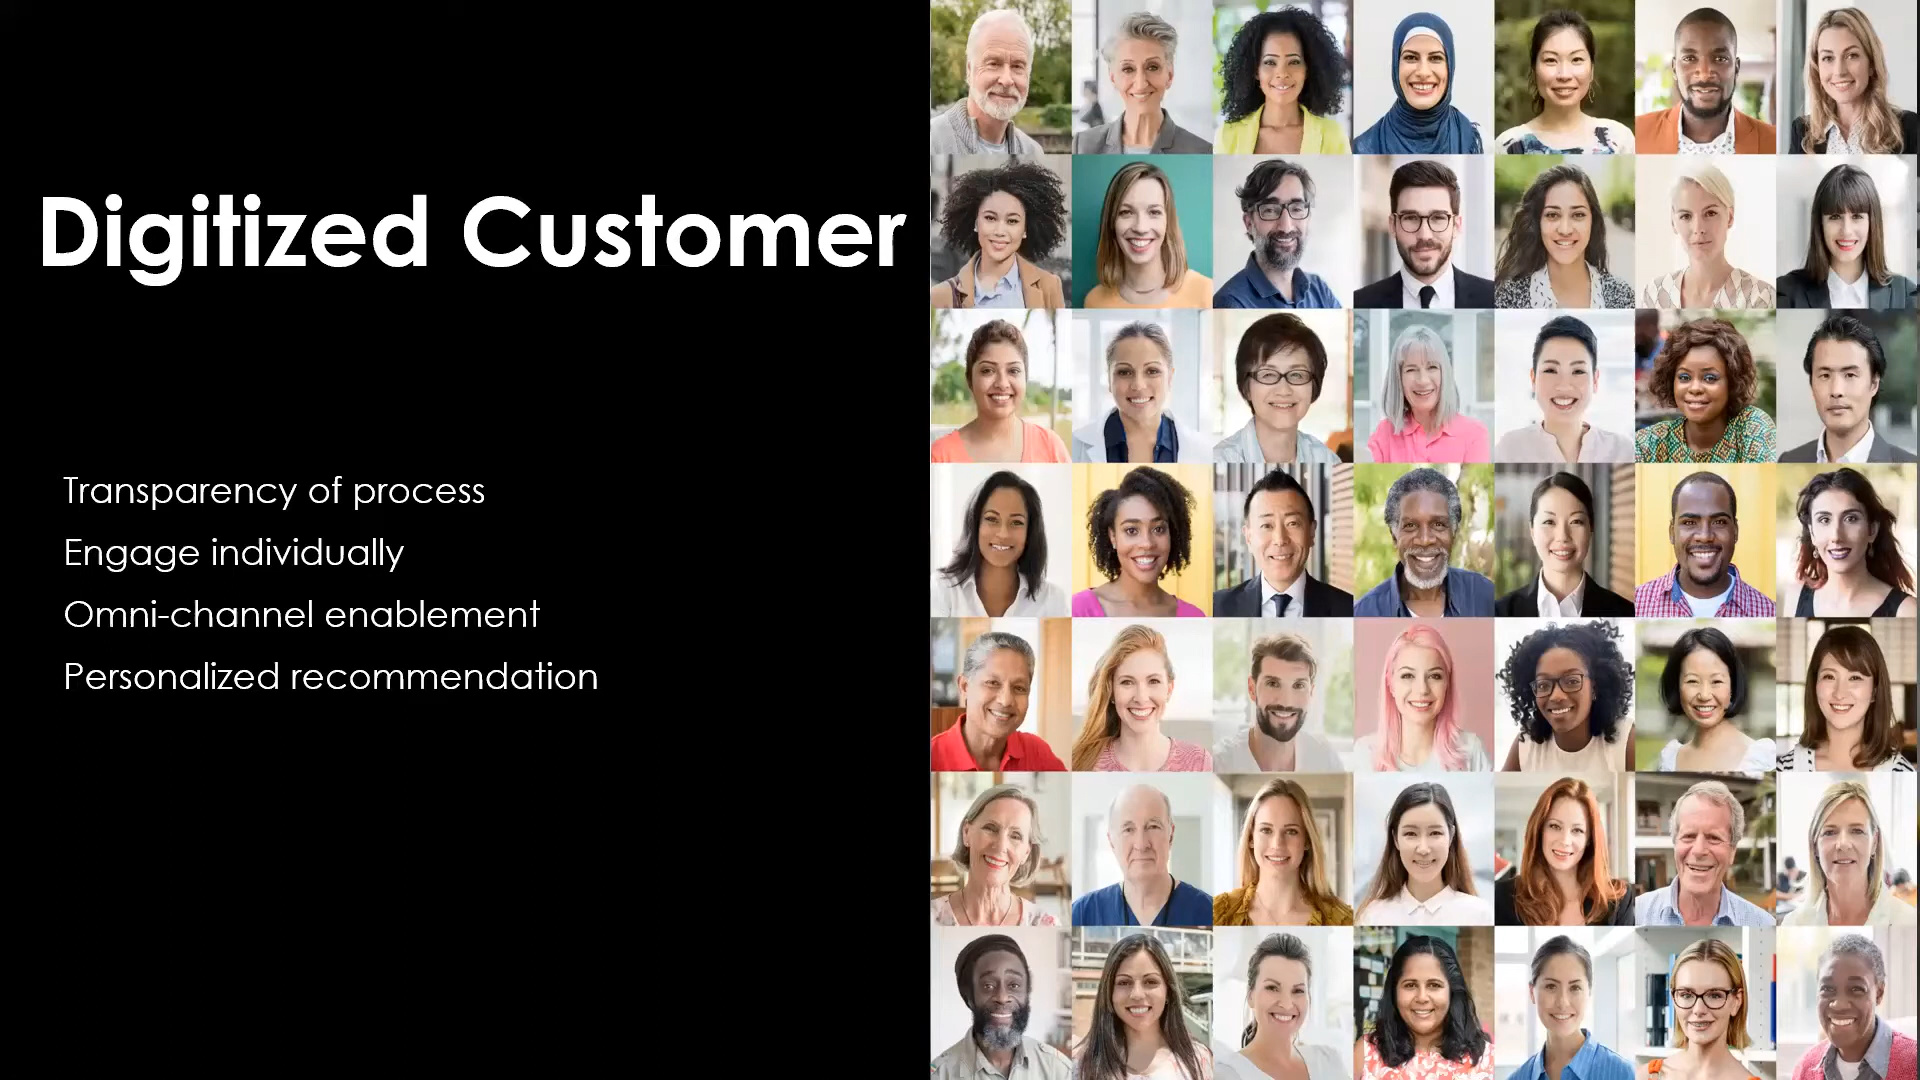 Digitized Customer
Transparency of process
Engage individually
Omni-channel enablement
Personalized recommendation